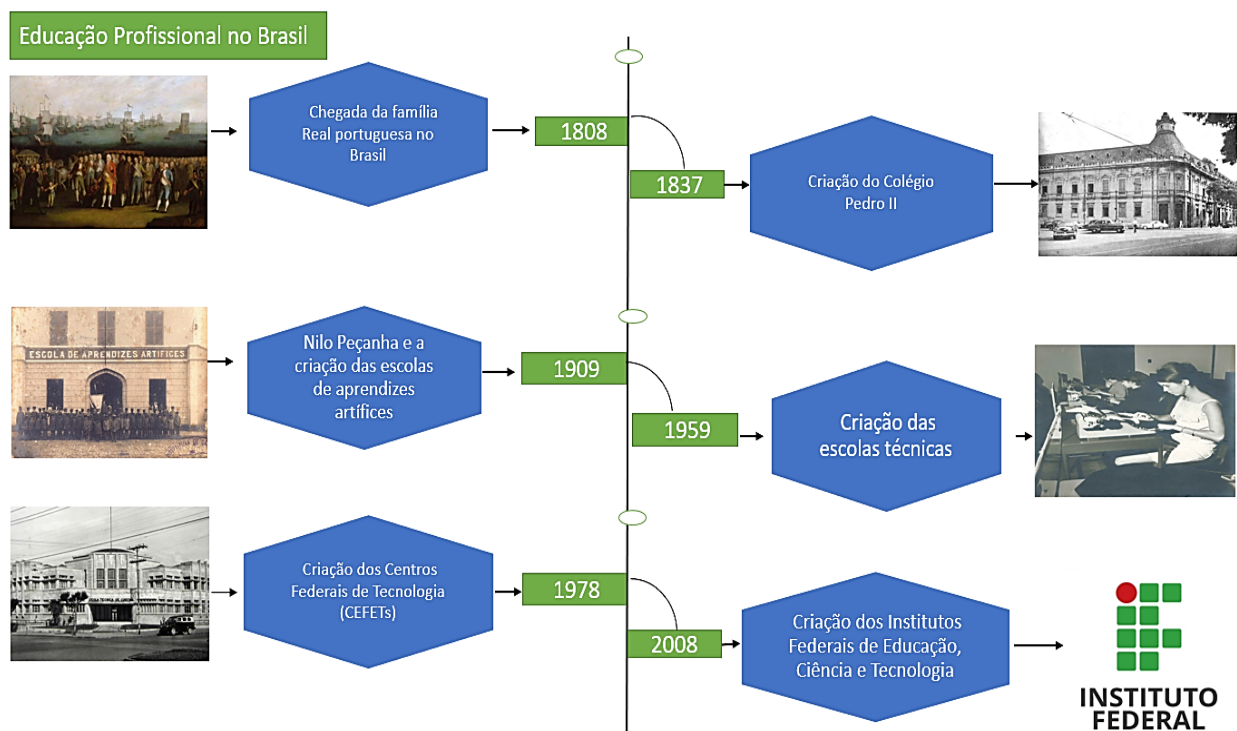 Educação Profissional no Brasil
Chegada da família
Real portuguesa no
Brasil
1808
1837
Criação do Colégio
Pedro II
ESCOLA DE APRENDIZES ARTIFICES
Nilo Peçanha e a
criação das escolas
de aprendizes
artífices
1909
1959
Criação das
escolas técnicas
Criação dos Centros
Federais de Tecnologia
(CEFETs)
1978
2008
Criação dos Institutos
Federais de Educação,
Ciência e Tecnologia
INSTITUTO
FEDERAL